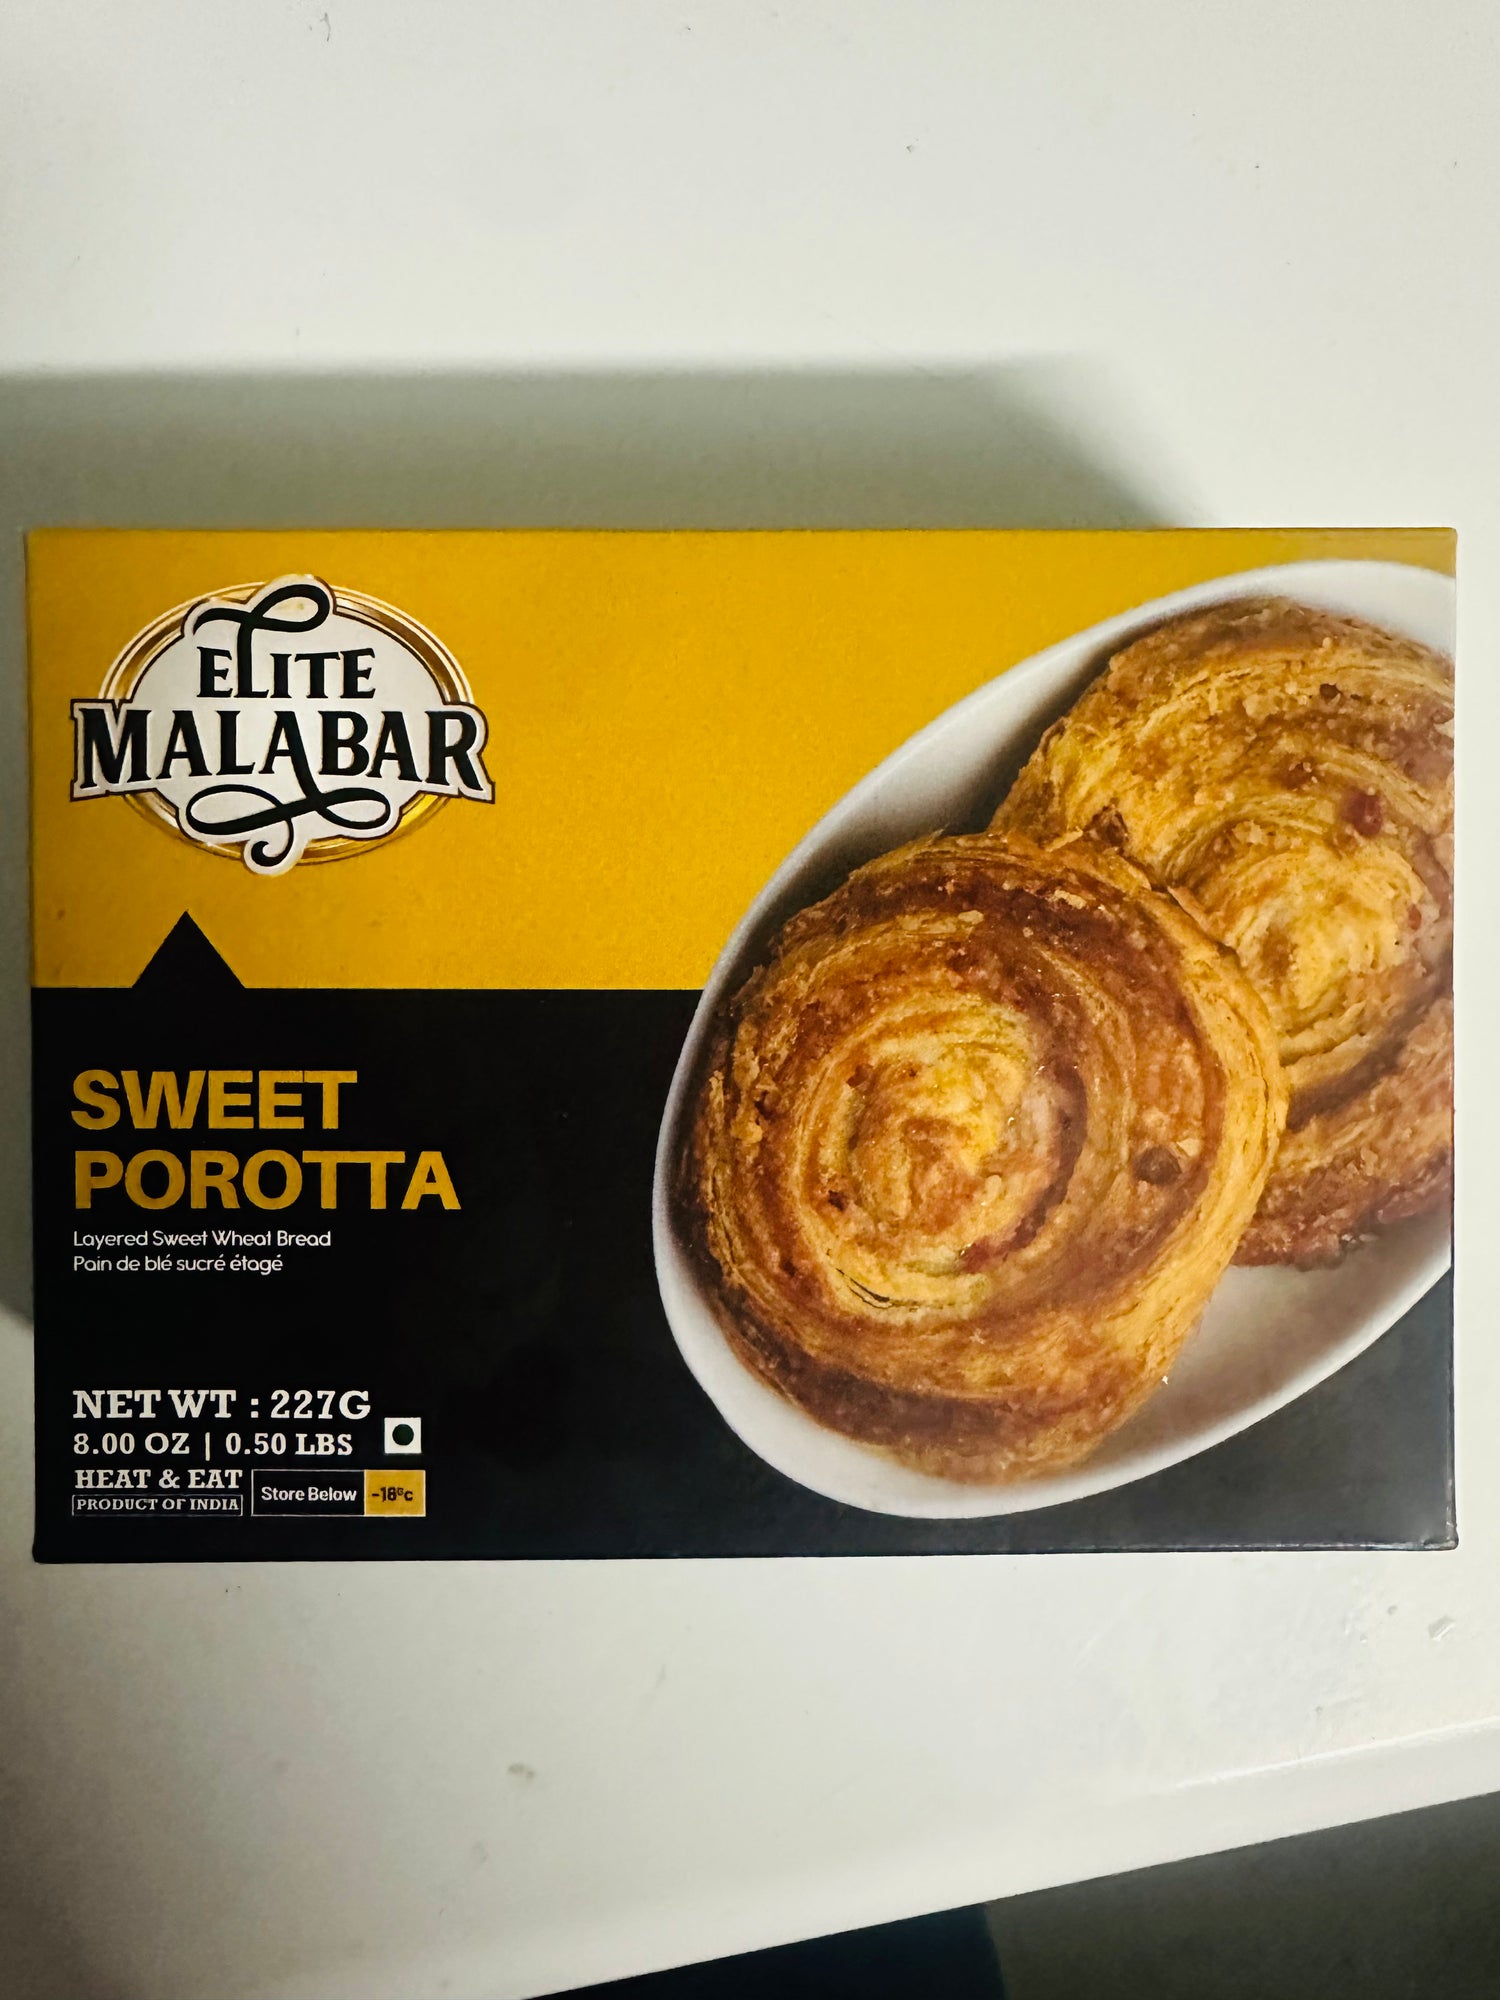 ELITE
MALABAR
SWEET
POROTTA
Layered Sweet Wheat Bread
Pain de blé sucré étagé
NET WT : 227G
8.00 OZ | 0.50 LBS
HEAT & EAT
PRODUCT OF INDIA
Store Below -18°c